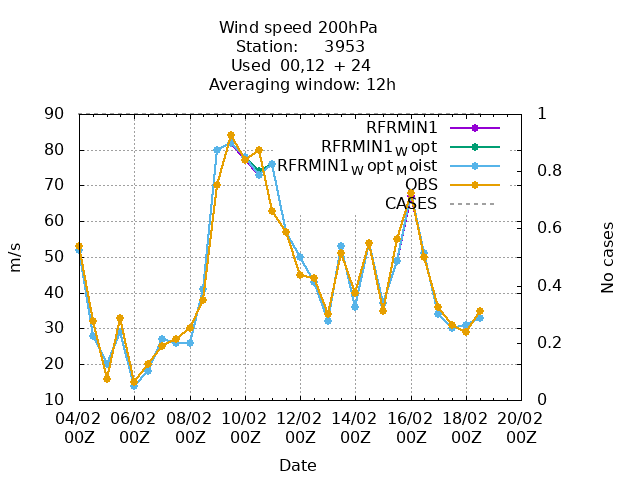 Wind speed 200hPa
Station: 3953
Used 00,12 + 24
Averaging window: 12h
90 1
80 0.8
70 0.6
60 0.4
50 0.2
40 0
30
20
10
RFRMIN1
RFRMIN1_W opt
RFRMIN1_W opt_M oist
OBS
CASES
m/s
No cases
04/02 06/02 08/02 10/02 12/02 14/02 16/02 18/02 20/02
00Z 00Z 00Z 00Z 00Z 00Z 00Z 00Z 00Z
Date